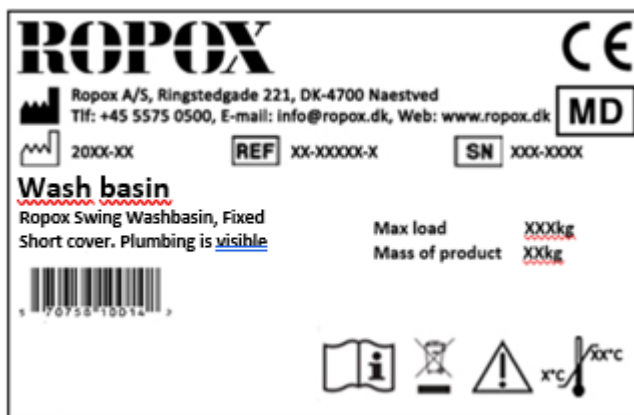 ROPOX
CE
Ropox A/S, Ringstedgade 221, DK-4700 Naestved
Tlf: +45 5575 0500, E-mail: info@ropox.dk, Web: www.ropox.dk
MD
20XX-XX REF XX-XXXXX-X SN XXX-XXXX
Wash basin
Ropox Swing Washbasin, Fixed
Short cover. Plumbing is visible
Max load XXXkg
Mass of product XXkg
i
X°C XX°C